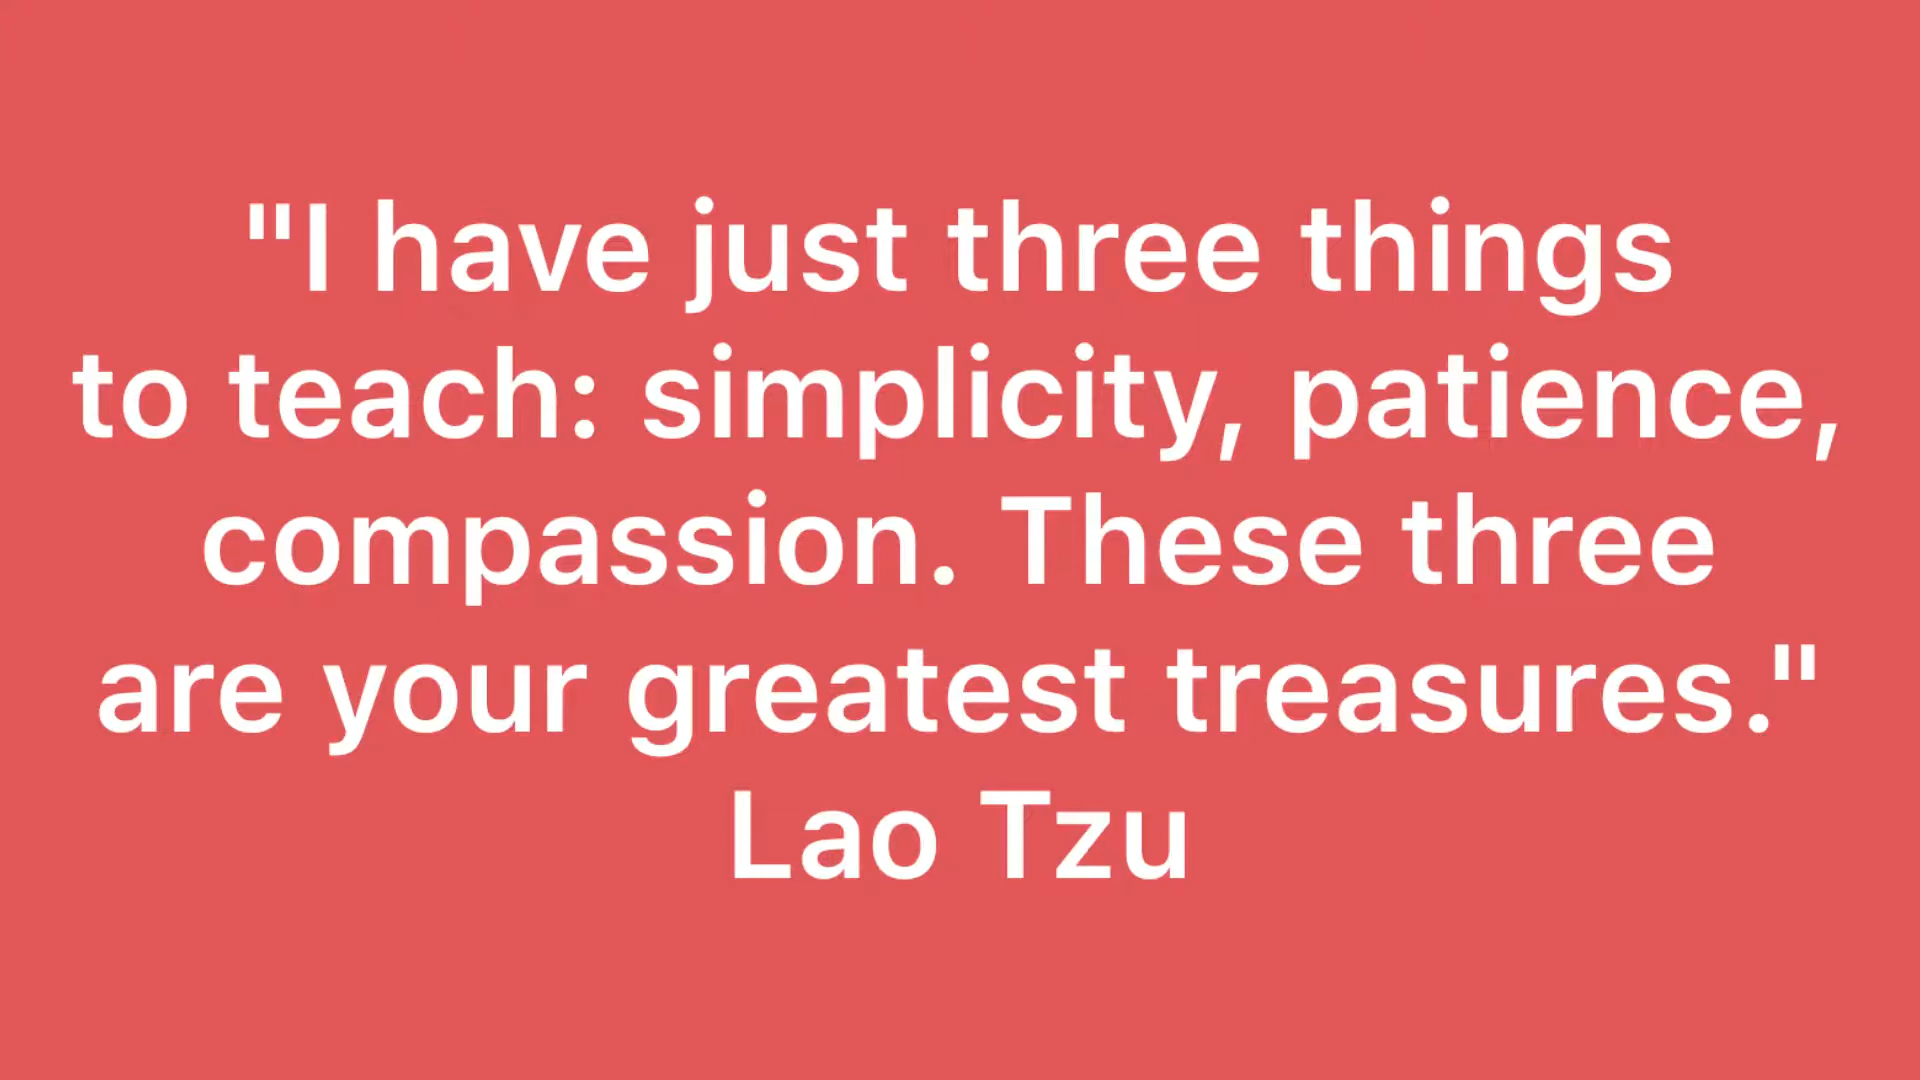 "I have just three things
to teach: simplicity, patience,
compassion. These three
are your greatest treasures."
Lao Tzu